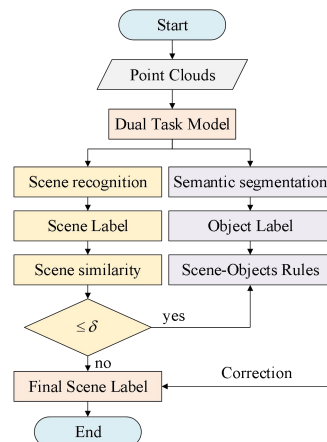 Start
Point Clouds
Dual Task Model
Scene recognition
Semantic segmentation
Scene Label
Object Label
Scene similarity
Scene-Objects Rules
≤ δ
yes
no
Correction
Final Scene Label
End